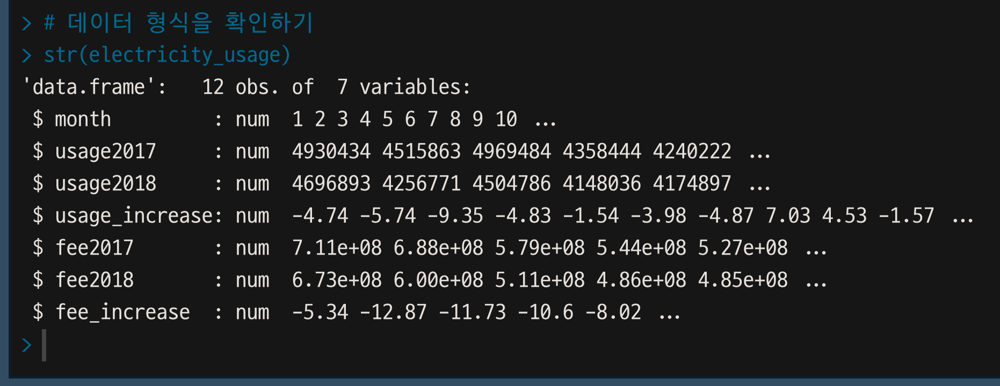 > # 데이터 형식을 확인하기
> str(electricity_usage)
'data.frame':   12 obs. of  7 variables:
 $ month         : num  1 2 3 4 5 6 7 8 9 10 ...
 $ usage2017     : num  4930434 4515863 4969484 4358444 4240222 ...
 $ usage2018     : num  4696893 4256771 4504786 4148036 4174897 ...
 $ usage_increase: num  -4.74 -5.74 -9.35 -4.83 -1.54 -3.98 -4.87 7.03 4.53 -1.57 ...
 $ fee2017       : num  7.11e+08 6.88e+08 5.79e+08 5.44e+08 5.27e+08 ...
 $ fee2018       : num  6.73e+08 6.00e+08 5.11e+08 4.86e+08 4.85e+08 ...
 $ fee_increase  : num  -5.34 -12.87 -11.73 -10.6 -8.02 ...
>